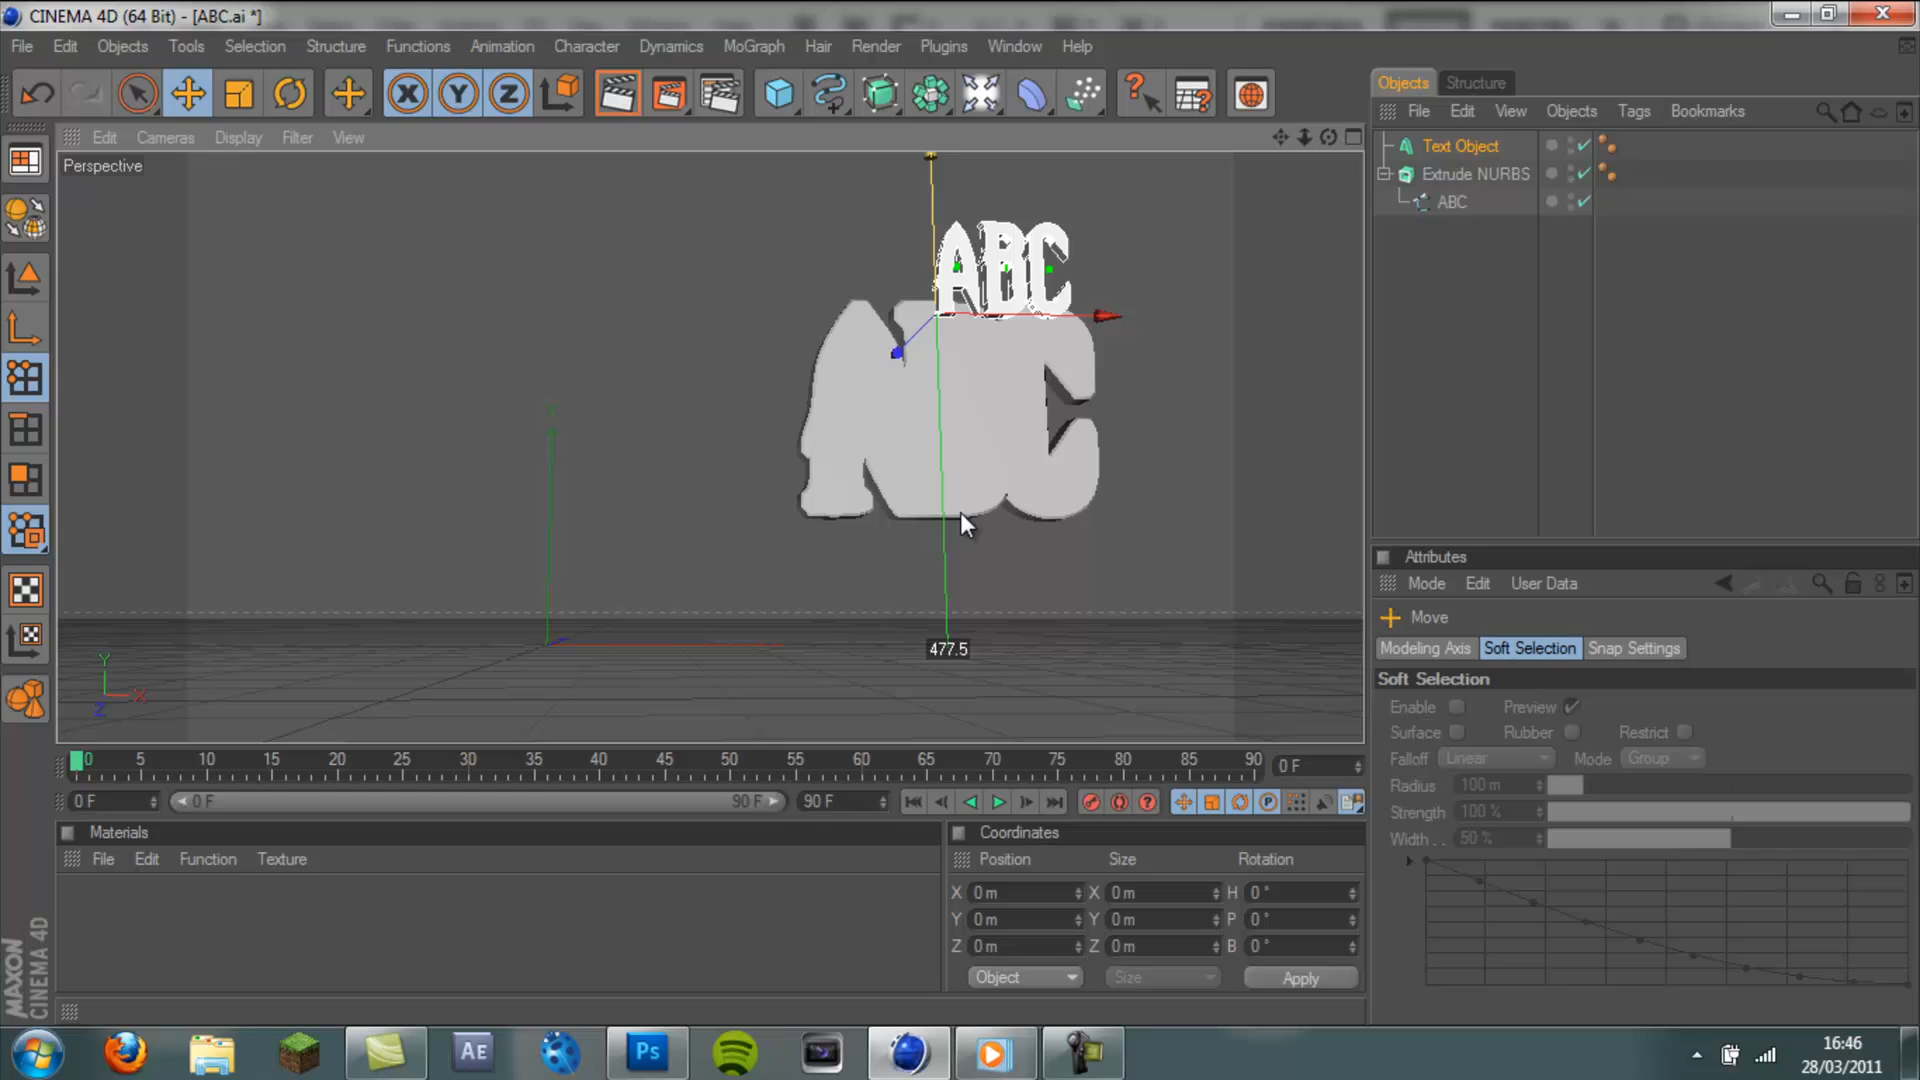 CINEMA 4D (64 Bit) - [ABC.ai *]
File Edit Objects Tools Selection Structure Functions Animation Character Dynamics MoGraph Hair Render Plugins Window Help
X Y Z
Edit Cameras Display Filter View
Perspective
ABC
477.5
Y
X
Z
0 5 10 15 20 25 30 35 40 45 50 55 60 65 70 75 80 85 90 0 F
0 F 0 F 90 F 90 F
Materials
File Edit Function Texture
Coordinates
Position Size Rotation
X 0 m X 0 m H 0 °
Y 0 m Y 0 m P 0 °
Z 0 m Z 0 m B 0 °
Object Size Apply
MAXON
CINEMA 4D
Objects Structure
File Edit View Objects Tags Bookmarks
Text Object
Extrude NURBS
ABC
Attributes
Mode Edit User Data
Move
Modeling Axis Soft Selection Snap Settings
Soft Selection
Enable Preview
Surface Rubber Restrict
Falloff Linear Mode Group
Radius 100 m
Strength 100 %
Width . . 50 %
AE Ps
16:46
28/03/2011